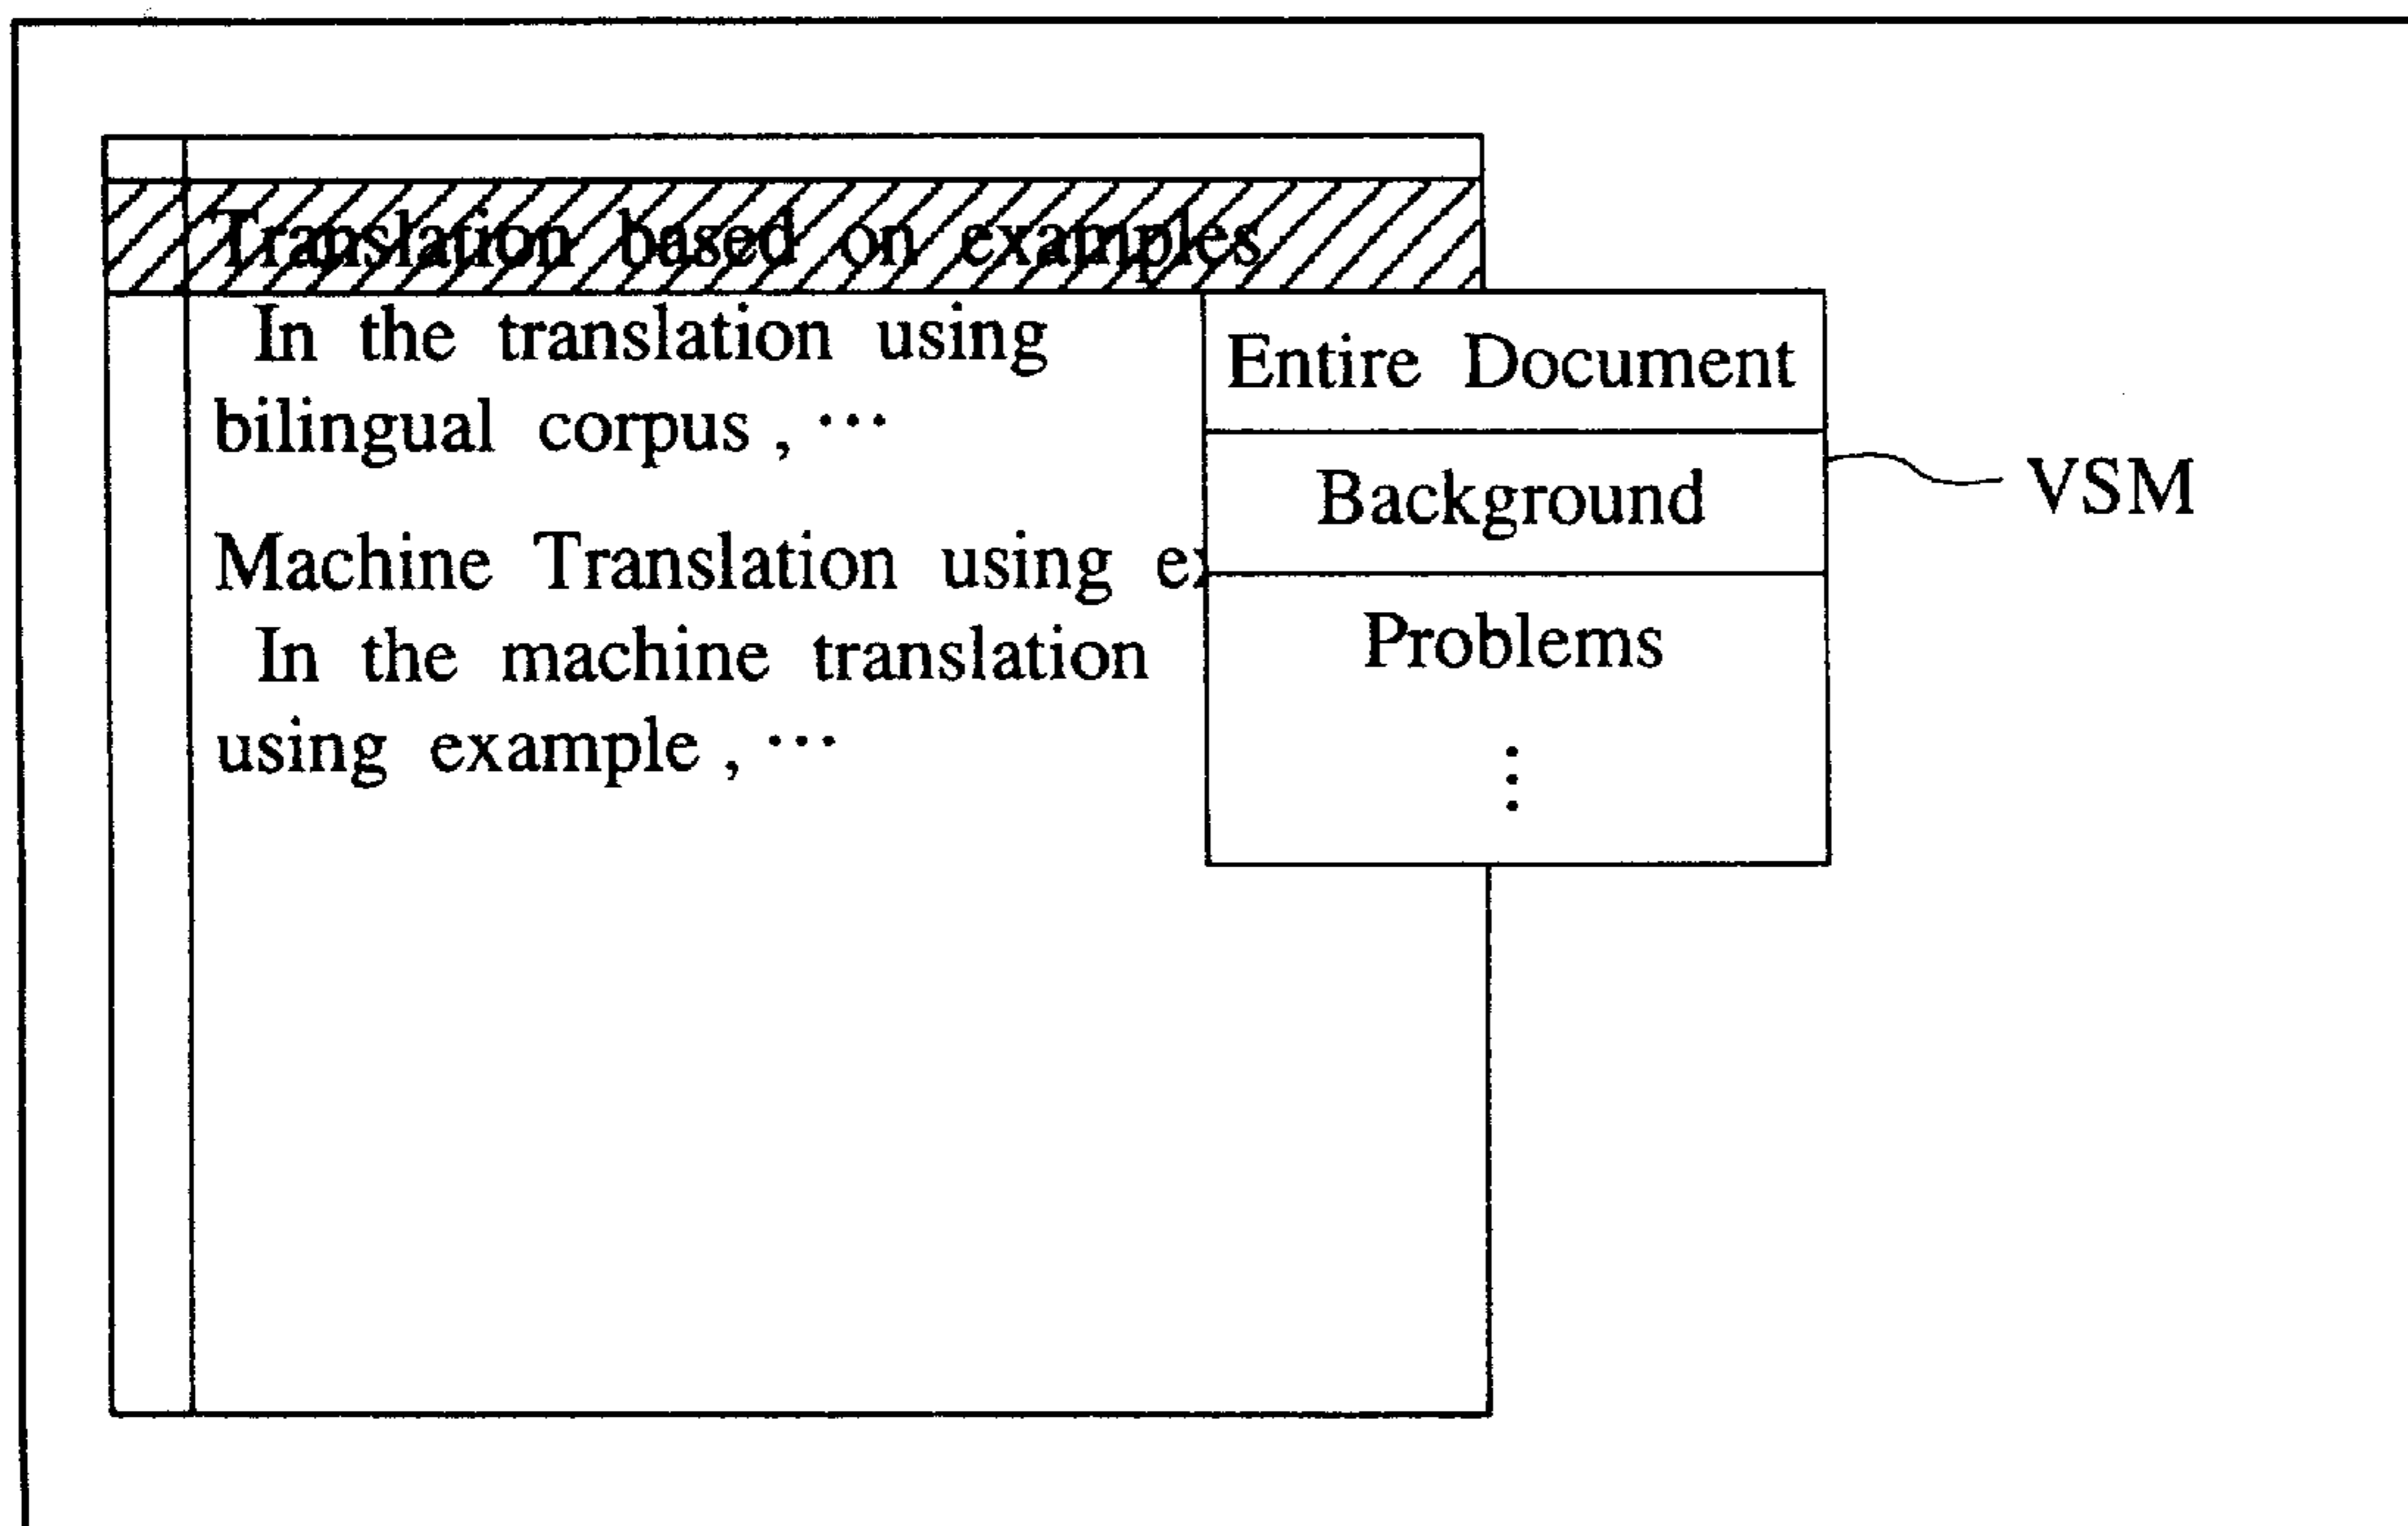 Translation based on examples
In the translation using
bilingual corpus , ···
Machine Translation using
In the machine translation
using example , ···
Entire Document
Background
Problems
⋮
VSM